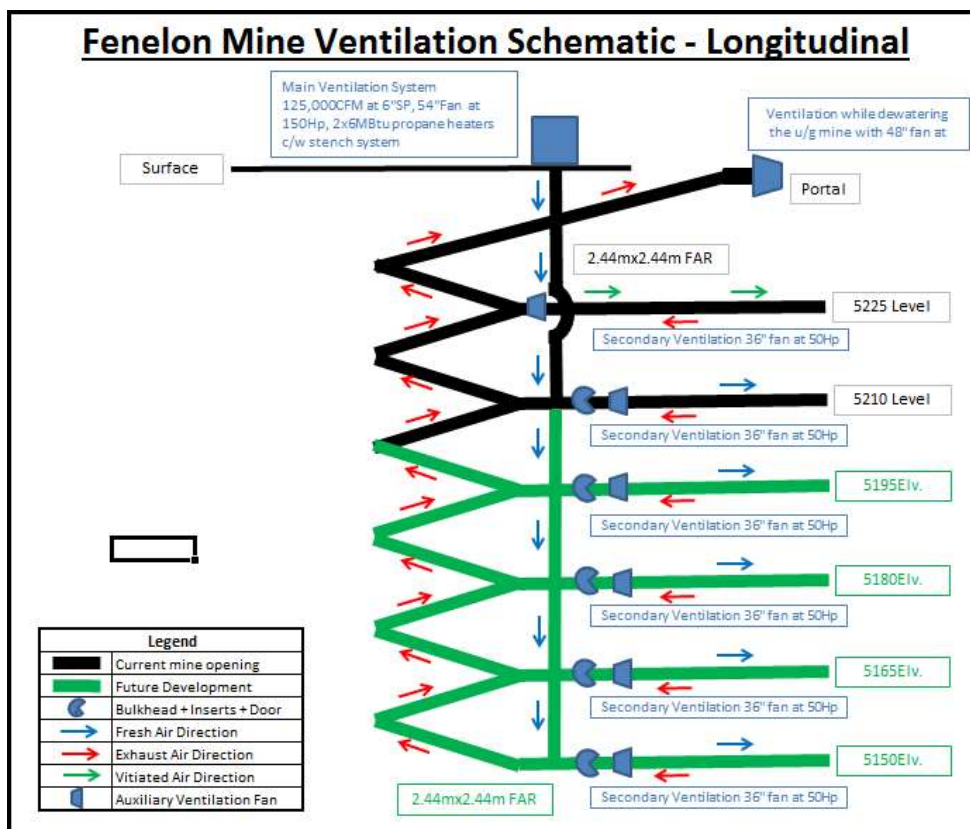 Fenelon Mine Ventilation Schematic - Longitudinal
Main Ventilation System
125,000CFM at 6"SP, 54"Fan at
150Hp, 2x6MBtu propane heaters
c/w stench system
Ventilation while dewatering
the u/g mine with 48" fan at
Surface
Portal
2.44mx2.44m FAR
5225 Level
Secondary Ventilation 36" fan at 50Hp
5210 Level
Secondary Ventilation 36" fan at 50Hp
5195Elv.
Secondary Ventilation 36" fan at 50Hp
5180Elv.
Secondary Ventilation 36" fan at 50Hp
5165Elv.
Secondary Ventilation 36" fan at 50Hp
5150Elv.
Secondary Ventilation 36" fan at 50Hp
2.44mx2.44m FAR
Legend
Current mine opening
Future Development
Bulkhead + Inserts + Door
Fresh Air Direction
Exhaust Air Direction
Vitiated Air Direction
Auxiliary Ventilation Fan